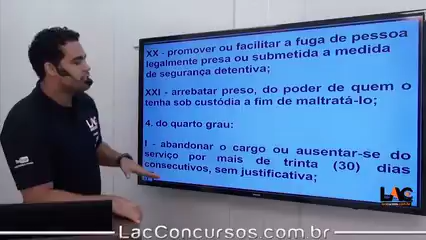 XX - promover ou facilitar a fuga de pessoa
legalmente presa ou submetida a medida
de segurança detentiva;
XXI - arrebatar preso, do poder de quem o
tenha sob custódia a fim de maltratá-lo;
4. do quarto grau:
I - abandonar o cargo ou ausentar-se do
serviço por mais de trinta (30) dias
consecutivos, sem justificativa;
LAC
LAC
LacConcursos.com.br